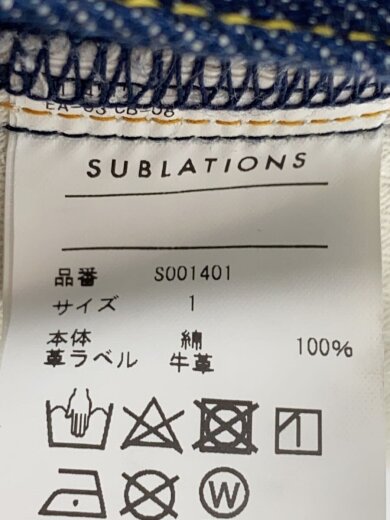 SUBLATIONS
品番 S001401
サイズ 1
本体 綿 100%
革ラベル 牛革
W